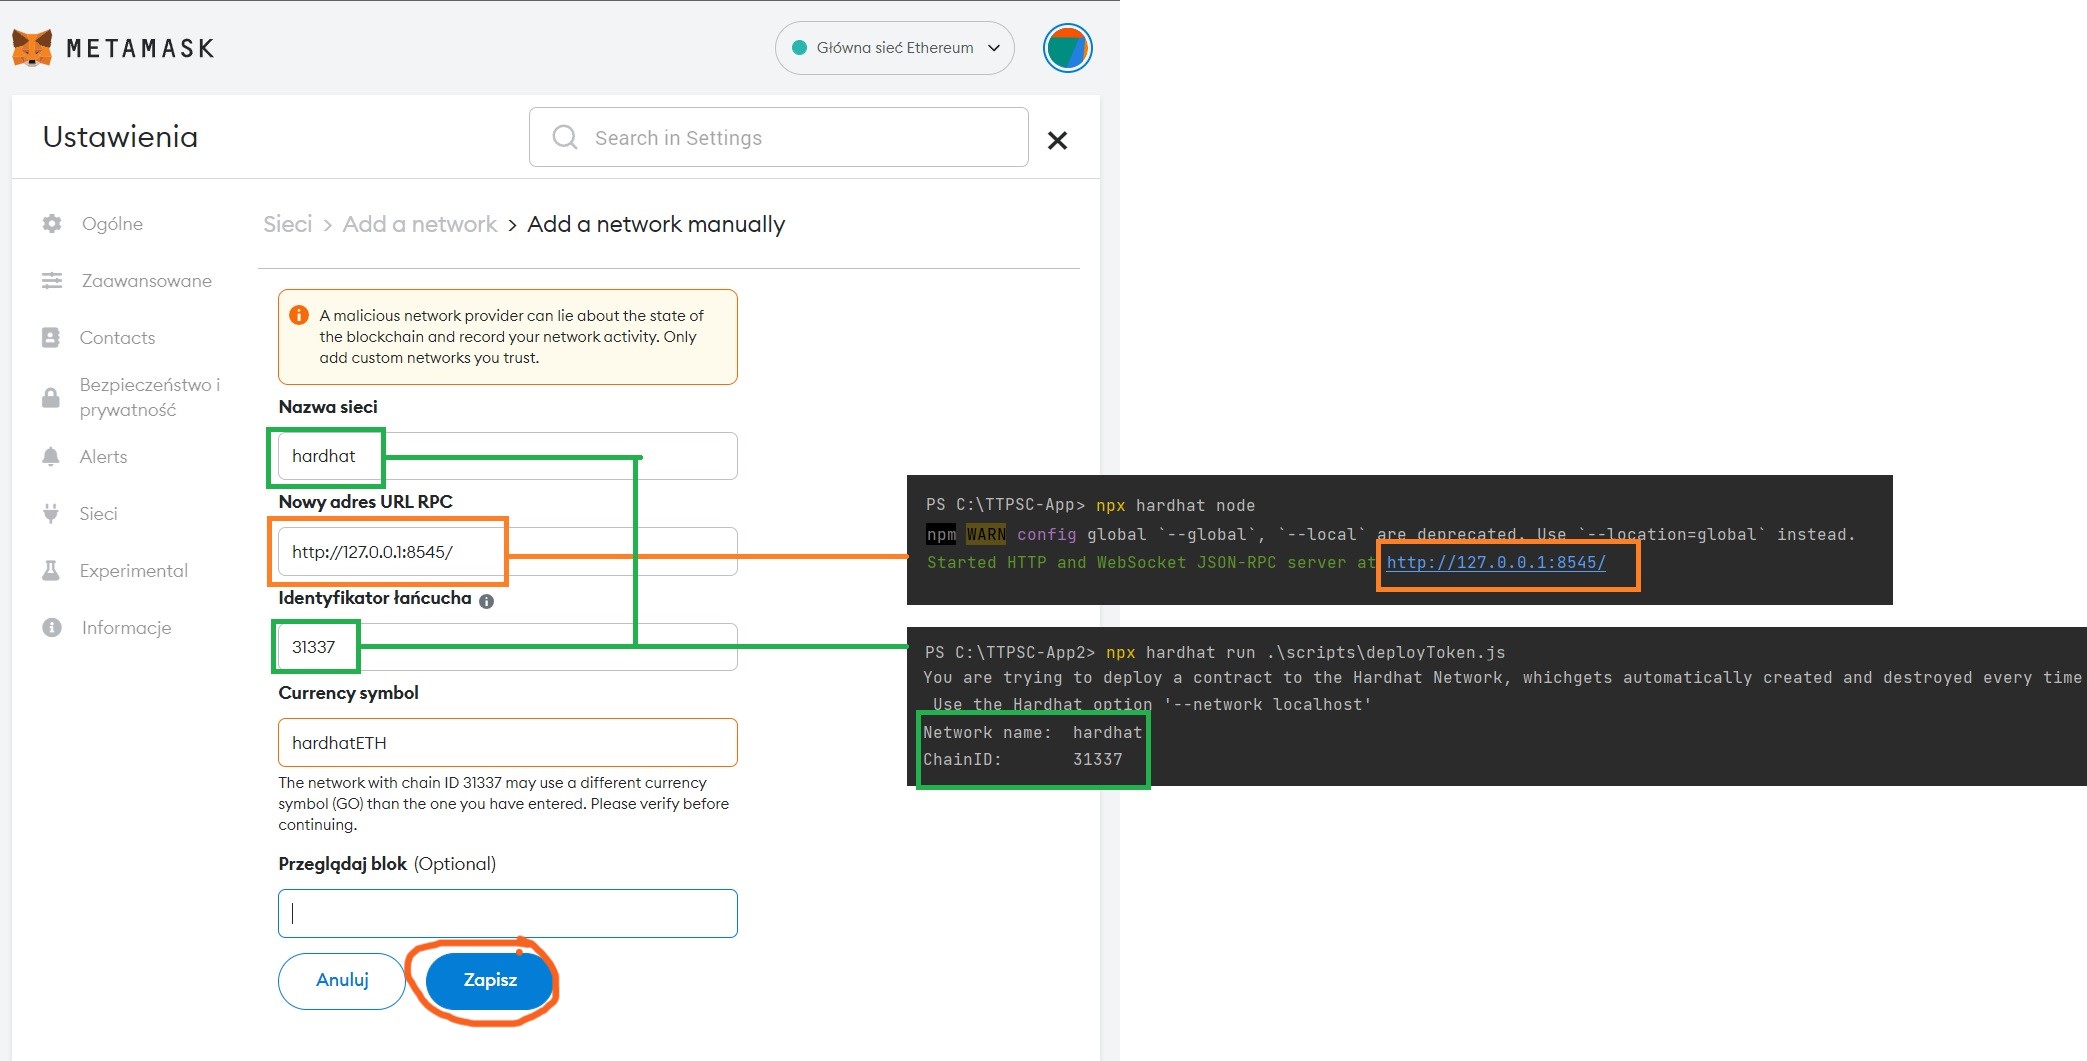 METAMASK
Główna sieć Ethereum
Ustawienia
Search in Settings
Ogólne
Zaawansowane
Contacts
Bezpieczeństwo i
prywatność
Alerts
Sieci
Experimental
Informacje
Sieci > Add a network > Add a network manually
A malicious network provider can lie about the state of
the blockchain and record your network activity. Only
add custom networks you trust.
Nazwa sieci
hardhat
Nowy adres URL RPC
http://127.0.0.1:8545/
Identyfikator łańcucha
31337
Currency symbol
hardhatETH
The network with chain ID 31337 may use a different currency
symbol (GO) than the one you have entered. Please verify before
continuing.
Przeglądaj blok (Optional)
Anuluj
Zapisz
PS C:\TTPSC-App> npx hardhat node
npm WARN config global `--global`, `--local` are deprecated. Use `--location=global` instead.
Started HTTP and WebSocket JSON-RPC server at http://127.0.0.1:8545/
PS C:\TTPSC-App2> npx hardhat run .\scripts\deployToken.js
You are trying to deploy a contract to the Hardhat Network, whichgets automatically created and destroyed every time
Use the Hardhat option '--network localhost'
Network name: hardhat
ChainID: 31337